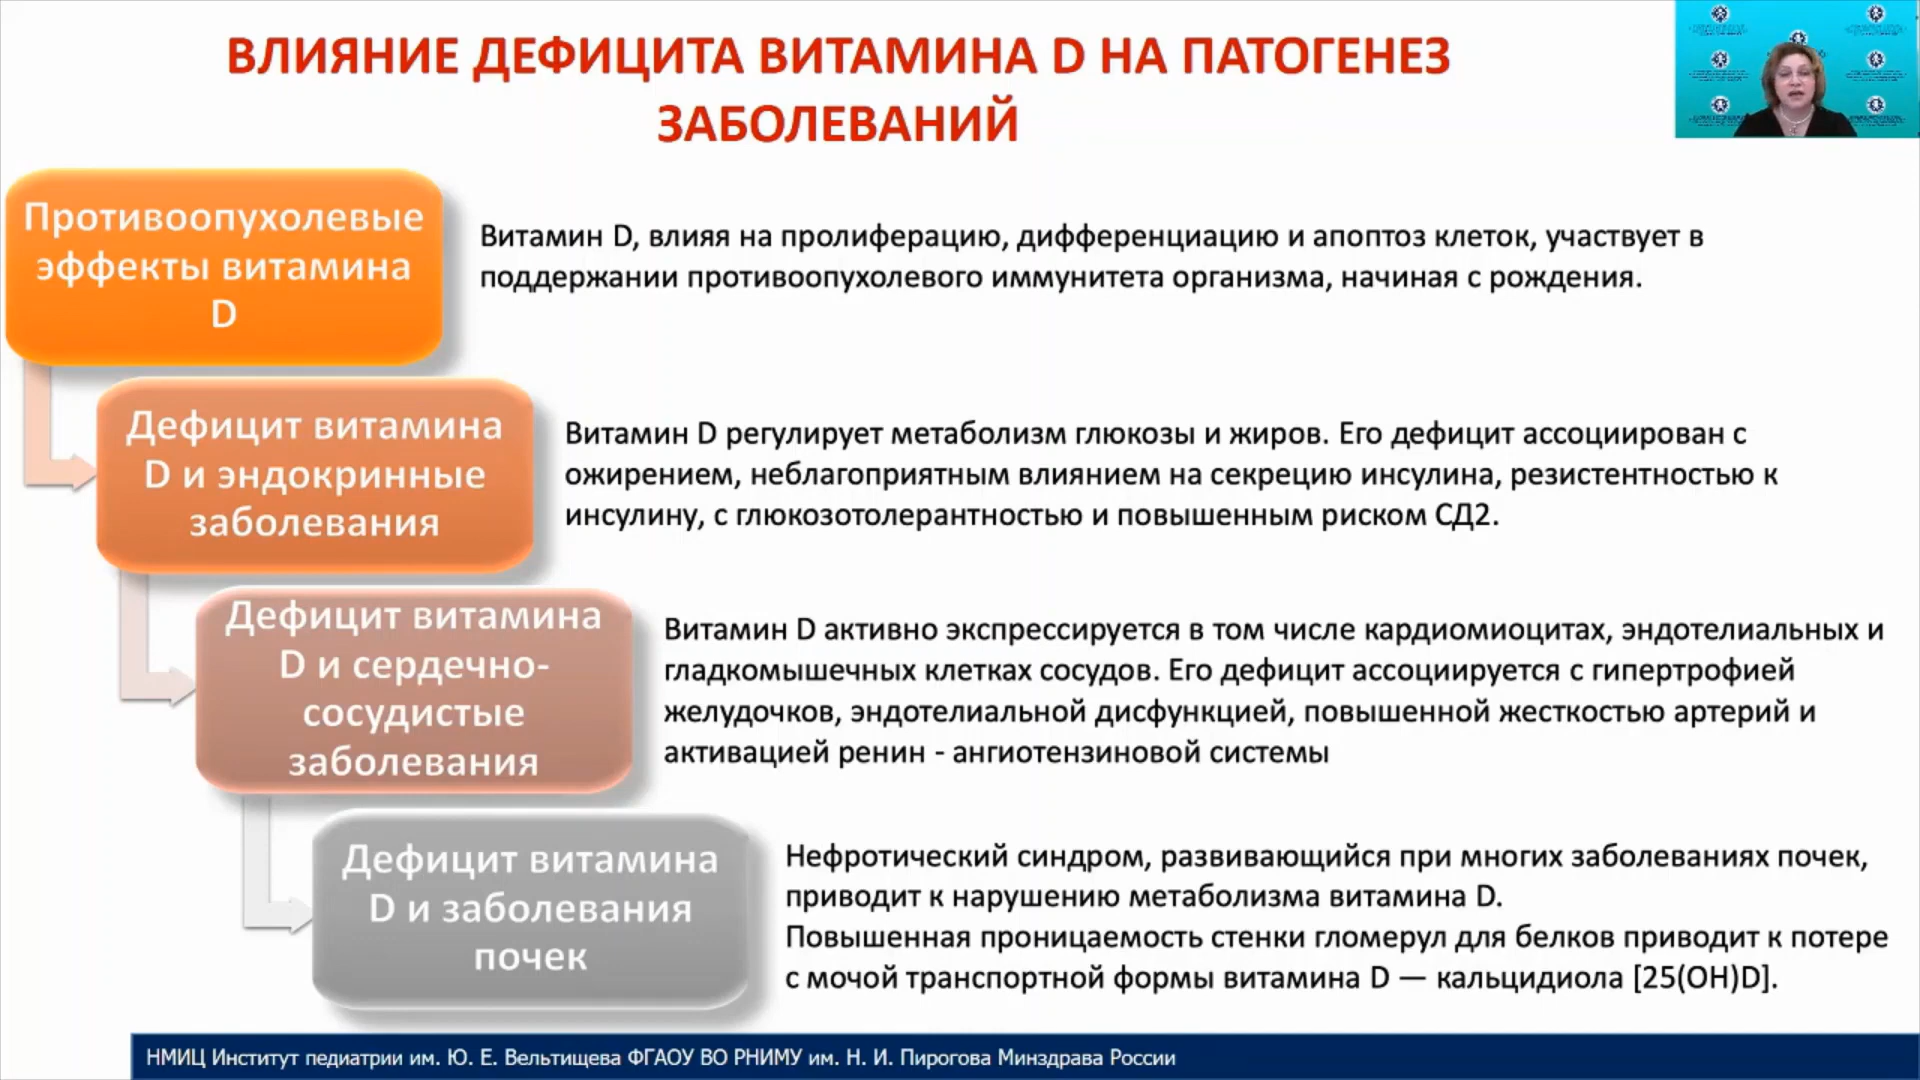 ВЛИЯНИЕ ДЕФИЦИТА ВИТАМИНА D НА ПАТОГЕНЕЗ
ЗАБОЛЕВАНИЙ
Противоопухолевые
эффекты витамина
D
Витамин D, влияя на пролиферацию, дифференциацию и апоптоз клеток, участвует в
поддержании противоопухолевого иммунитета организма, начиная с рождения.
Дефицит витамина
D и эндокринные
заболевания
Витамин D регулирует метаболизм глюкозы и жиров. Его дефицит ассоциирован с
ожирением, неблагоприятным влиянием на секрецию инсулина, резистентностью к
инсулину, с глюкозотолерантностью и повышенным риском СД2.
Дефицит витамина
D и сердечно-
сосудистые
заболевания
Витамин D активно экспрессируется в том числе кардиомиоцитах, эндотелиальных и
гладкомышечных клетках сосудов. Его дефицит ассоциируется с гипертрофией
желудочков, эндотелиальной дисфункцией, повышенной жесткостью артерий и
активацией ренин - ангиотензиновой системы
Дефицит витамина
D и заболевания
почек
Нефротический синдром, развивающийся при многих заболеваниях почек,
приводит к нарушению метаболизма витамина D.
Повышенная проницаемость стенки гломерул для белков приводит к потере
с мочой транспортной формы витамина D — кальцидиола [25(OH)D].
НМИЦ Институт педиатрии им. Ю. Е. Вельтищева ФГАОУ ВО РНИМУ им. Н. И. Пирогова Минздрава России